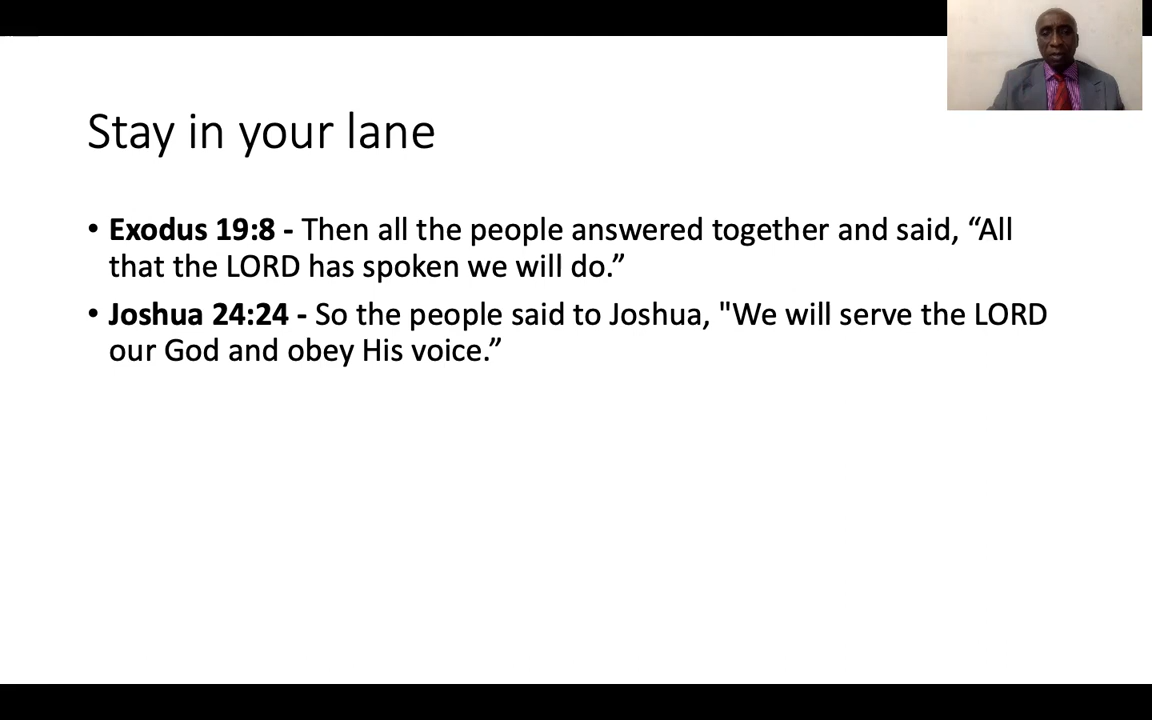 Stay in your lane
• Exodus 19:8 - Then all the people answered together and said, “All
that the LORD has spoken we will do.”
• Joshua 24:24 - So the people said to Joshua, "We will serve the LORD
our God and obey His voice.”